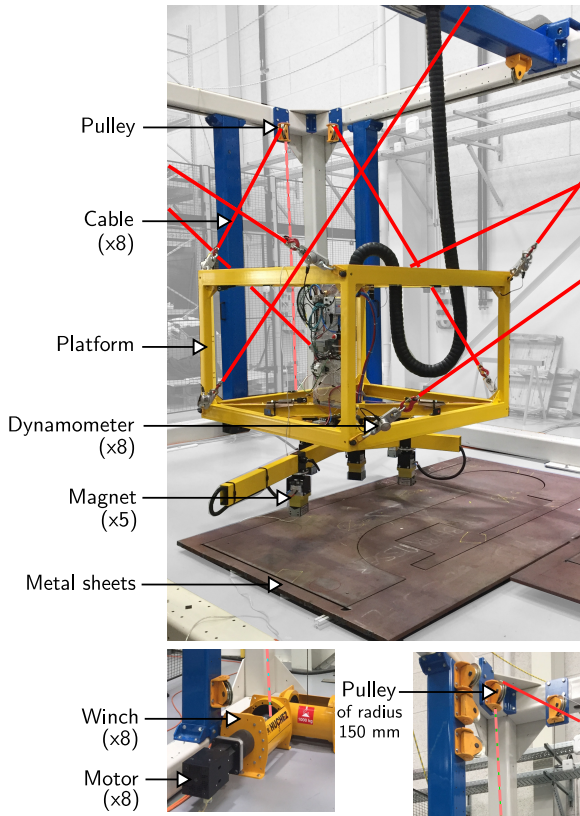 Pulley
Cable
(x8)
Platform
Dynamometer
(x8)
Magnet
(x5)
Metal sheets
Winch
(x8)
HUCHEZ
Motor
(x8)
Pulley
of radius
150 mm